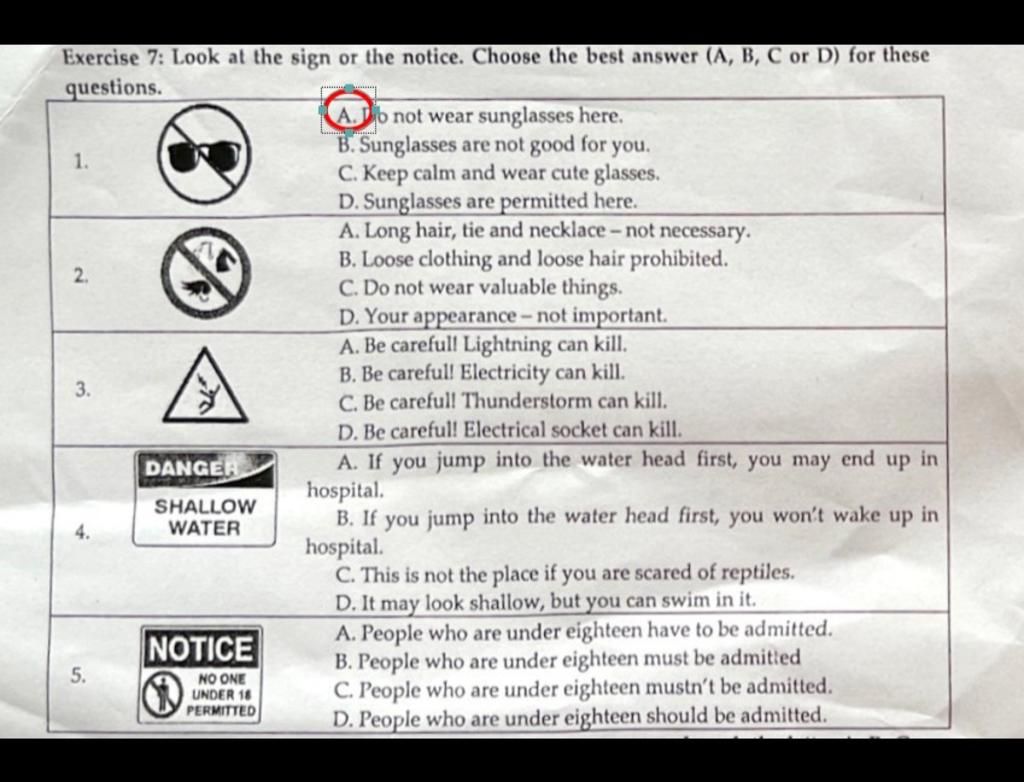 Exercise 7: Look at the sign or the notice. Choose the best answer (A, B, C or D) for these
questions.
1.
A. Do not wear sunglasses here.
B. Sunglasses are not good for you.
C. Keep calm and wear cute glasses.
D. Sunglasses are permitted here.
2.
A. Long hair, tie and necklace – not necessary.
B. Loose clothing and loose hair prohibited.
C. Do not wear valuable things.
D. Your appearance – not important.
3.
A. Be careful! Lightning can kill.
B. Be careful! Electricity can kill.
C. Be careful! Thunderstorm can kill.
D. Be careful! Electrical socket can kill.
4.
DANGER
SHALLOW
WATER
A. If you jump into the water head first, you may end up in
hospital.
B. If you jump into the water head first, you won't wake up in
hospital.
C. This is not the place if you are scared of reptiles.
D. It may look shallow, but you can swim in it.
5.
NOTICE
NO ONE
UNDER 18
PERMITTED
A. People who are under eighteen have to be admitted.
B. People who are under eighteen must be admitted
C. People who are under eighteen mustn't be admitted.
D. People who are under eighteen should be admitted.